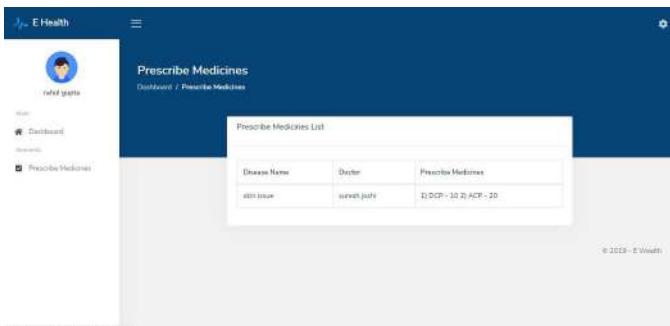 E Health
Prescribe Medicines
Dashboard / Prescribe Medicines
rahul gupta
Main
Dashboard
Prescribe Medicines
Prescribe Medicines List
Disease Name Doctor Prescribe Medicines
skin issue suresh joshi 1) DCP - 10 2) ACP - 20
© 2019 - E